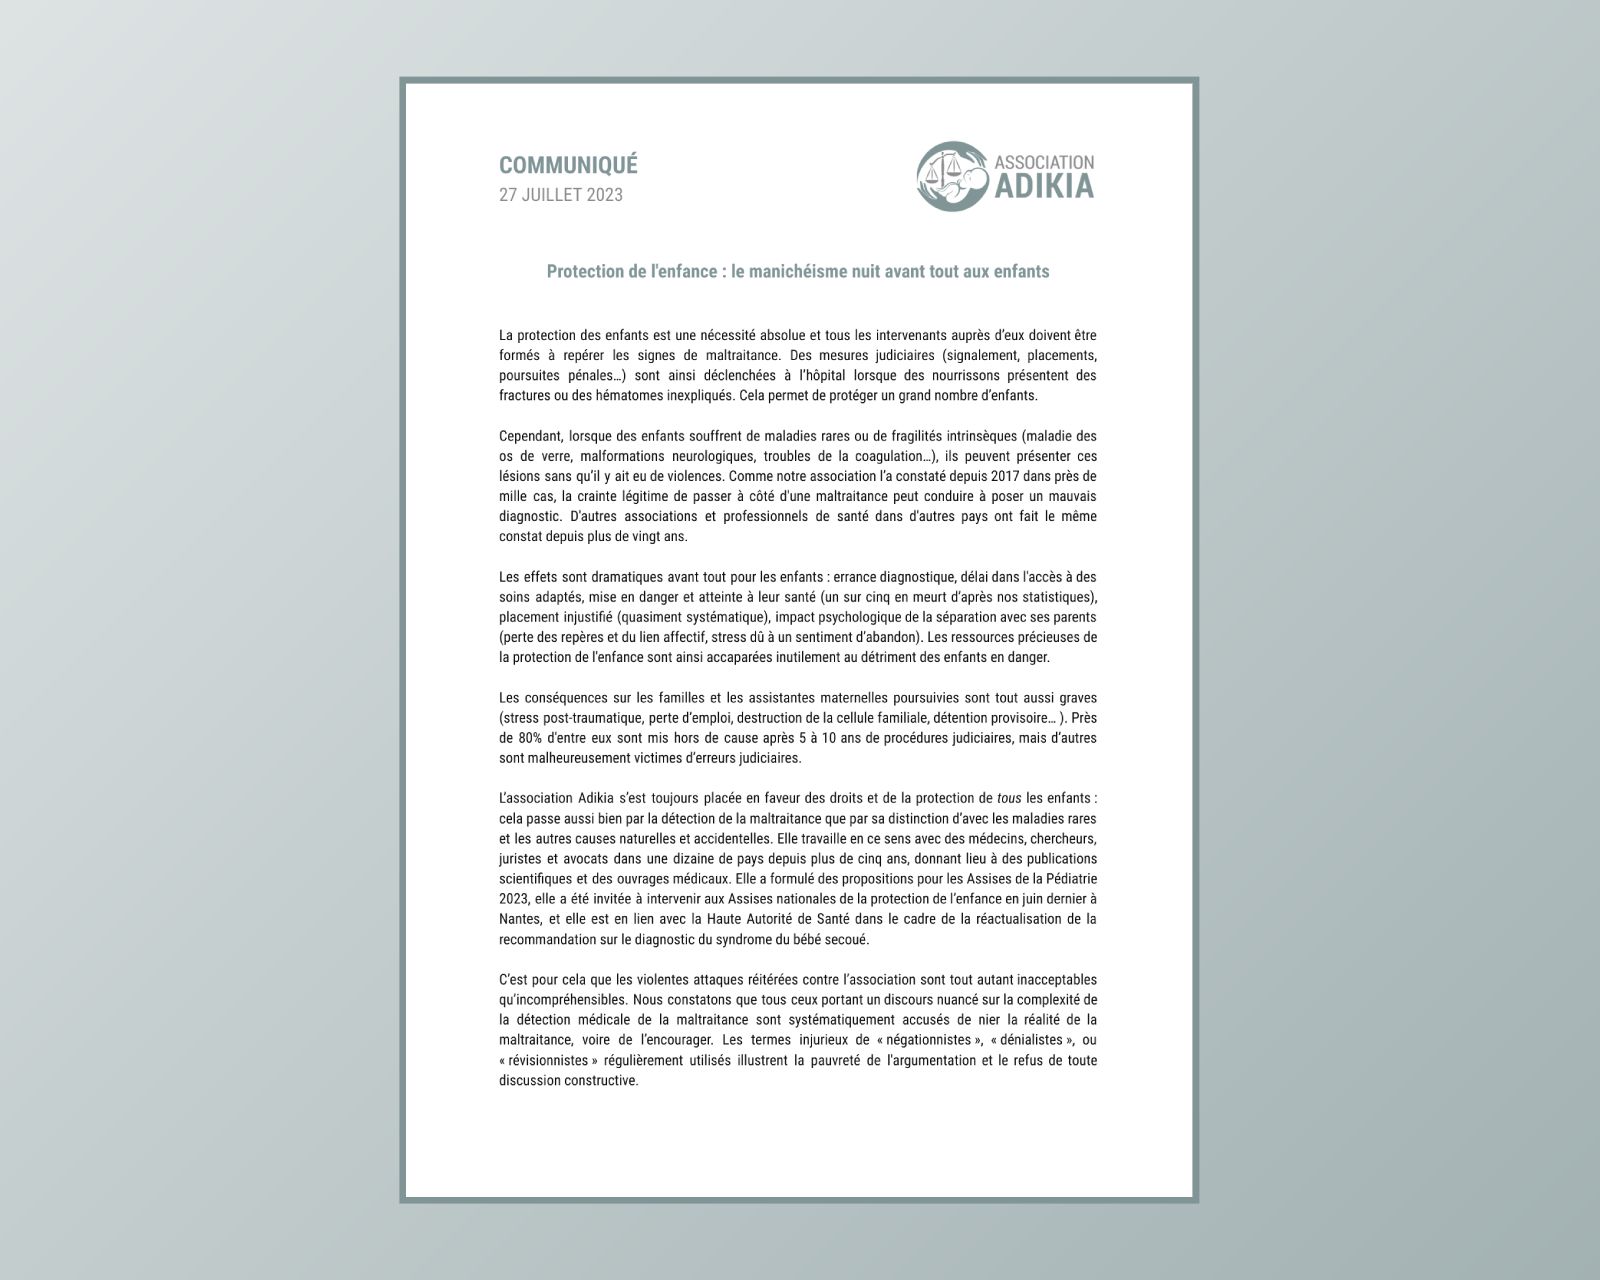 COMMUNIQUÉ
27 JUILLET 2023
ASSOCIATION
ADIKIA
Protection de l'enfance : le manichéisme nuit avant tout aux enfants
La protection des enfants est une nécessité absolue et tous les intervenants auprès d’eux doivent être
formés à repérer les signes de maltraitance. Des mesures judiciaires (signalement, placements,
poursuites pénales…) sont ainsi déclenchées à l’hôpital lorsque des nourrissons présentent des
fractures ou des hématomes inexpliqués. Cela permet de protéger un grand nombre d’enfants.
Cependant, lorsque des enfants souffrent de maladies rares ou de fragilités intrinsèques (maladie des
os de verre, malformations neurologiques, troubles de la coagulation…), ils peuvent présenter ces
lésions sans qu’il y ait eu de violences. Comme notre association l’a constaté depuis 2017 dans près de
mille cas, la crainte légitime de passer à côté d'une maltraitance peut conduire à poser un mauvais
diagnostic. D'autres associations et professionnels de santé dans d'autres pays ont fait le même
constat depuis plus de vingt ans.
Les effets sont dramatiques avant tout pour les enfants : errance diagnostique, délai dans l'accès à des
soins adaptés, mise en danger et atteinte à leur santé (un sur cinq en meurt d’après nos statistiques),
placement injustifié (quasiment systématique), impact psychologique de la séparation avec ses parents
(perte des repères et du lien affectif, stress dû à un sentiment d’abandon). Les ressources précieuses de
la protection de l'enfance sont ainsi accaparées inutilement au détriment des enfants en danger.
Les conséquences sur les familles et les assistantes maternelles poursuivies sont tout aussi graves
(stress post-traumatique, perte d’emploi, destruction de la cellule familiale, détention provisoire… ). Près
de 80% d'entre eux sont mis hors de cause après 5 à 10 ans de procédures judiciaires, mais d’autres
sont malheureusement victimes d’erreurs judiciaires.
L’association Adikia s’est toujours placée en faveur des droits et de la protection de tous les enfants :
cela passe aussi bien par la détection de la maltraitance que par sa distinction d’avec les maladies rares
et les autres causes naturelles et accidentelles. Elle travaille en ce sens avec des médecins, chercheurs,
juristes et avocats dans une dizaine de pays depuis plus de cinq ans, donnant lieu à des publications
scientifiques et des ouvrages médicaux. Elle a formulé des propositions pour les Assises de la Pédiatrie
2023, elle a été invitée à intervenir aux Assises nationales de la protection de l’enfance en juin dernier à
Nantes, et elle est en lien avec la Haute Autorité de Santé dans le cadre de la réactualisation de la
recommandation sur le diagnostic du syndrome du bébé secoué.
C’est pour cela que les violentes attaques réitérées contre l’association sont tout autant inacceptables
qu’incompréhensibles. Nous constatons que tous ceux portant un discours nuancé sur la complexité de
la détection médicale de la maltraitance sont systématiquement accusés de nier la réalité de la
maltraitance, voire de l’encourager. Les termes injurieux de « négationnistes », « dénialistes », ou
« révisionnistes » régulièrement utilisés illustrent la pauvreté de l'argumentation et le refus de toute
discussion constructive.